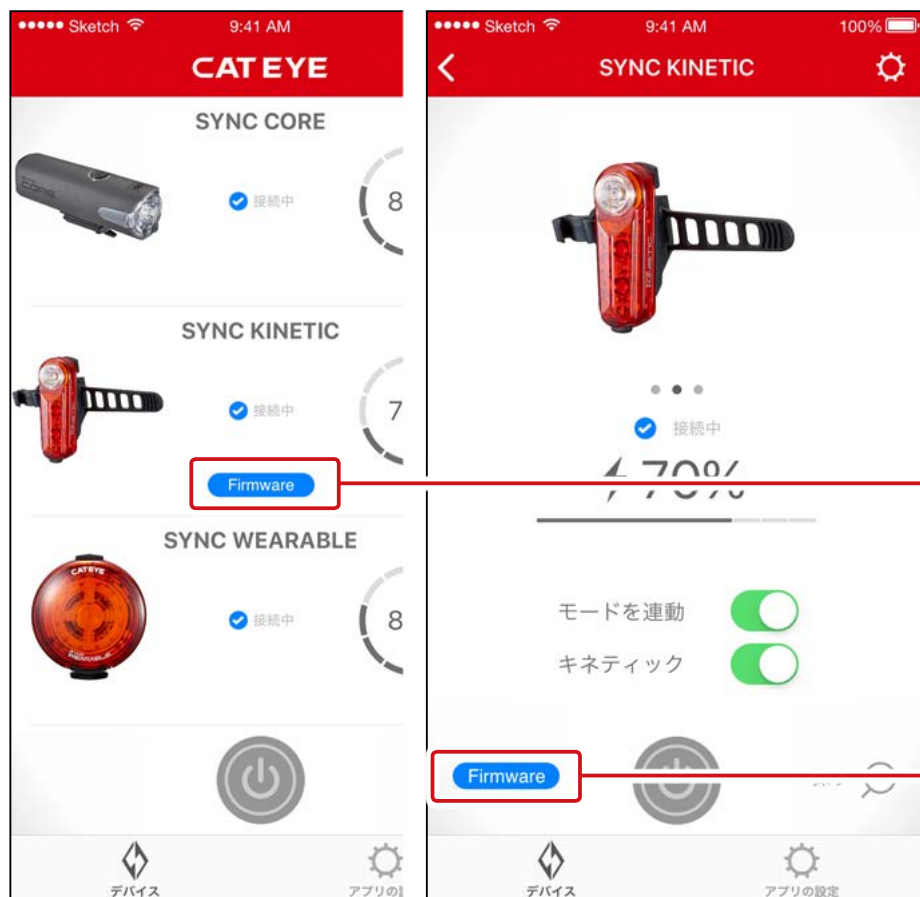 Sketch 9:41 AM
CATEYE
SYNC CORE
接続中
8
SYNC KINETIC
接続中
7
Firmware
SYNC WEARABLE
接続中
8
デバイス
Sketch 9:41 AM 100%
SYNC KINETIC
接続中
70%
モードを連動
キネティック
Firmware
デバイス アプリの設定